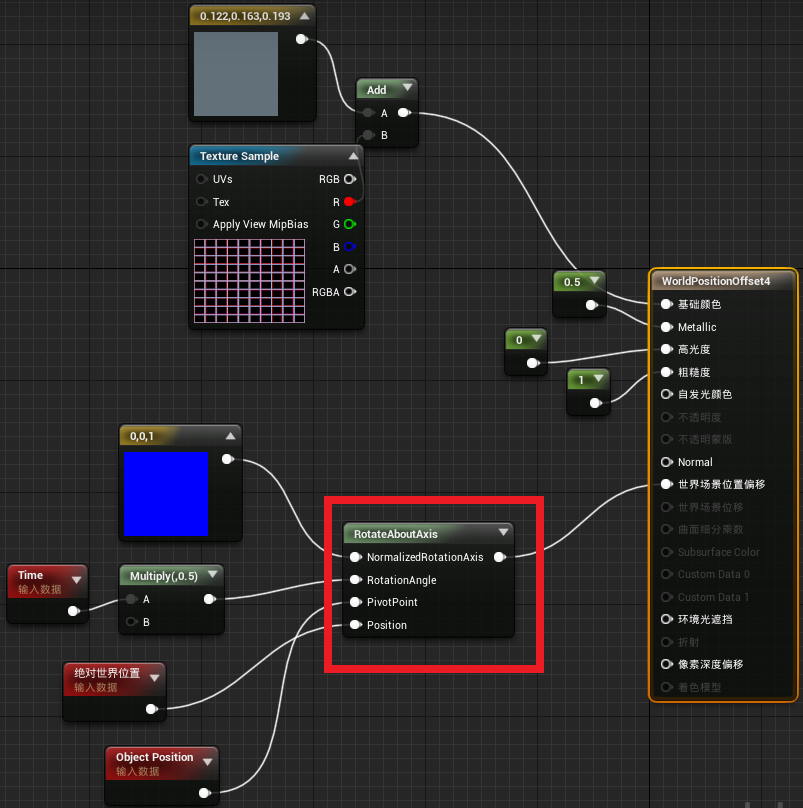 0.122,0.163,0.193
Add
A
B
Texture Sample
UVs
RGB
Tex
R
Apply View MipBias
G
B
A
RGBA
0.5
0
1
WorldPositionOffset4
基础颜色
Metallic
高光度
粗糙度
自发光颜色
不透明度
不透明蒙版
Normal
世界场景位置偏移
世界场景位移
曲面细分乘数
Subsurface Color
Custom Data 0
Custom Data 1
环境光遮挡
折射
像素深度偏移
着色模型
0,0,1
RotateAboutAxis
NormalizedRotationAxis
RotationAngle
PivotPoint
Position
Time
输入数据
Multiply(,0.5)
A
B
绝对世界位置
输入数据
Object Position
输入数据